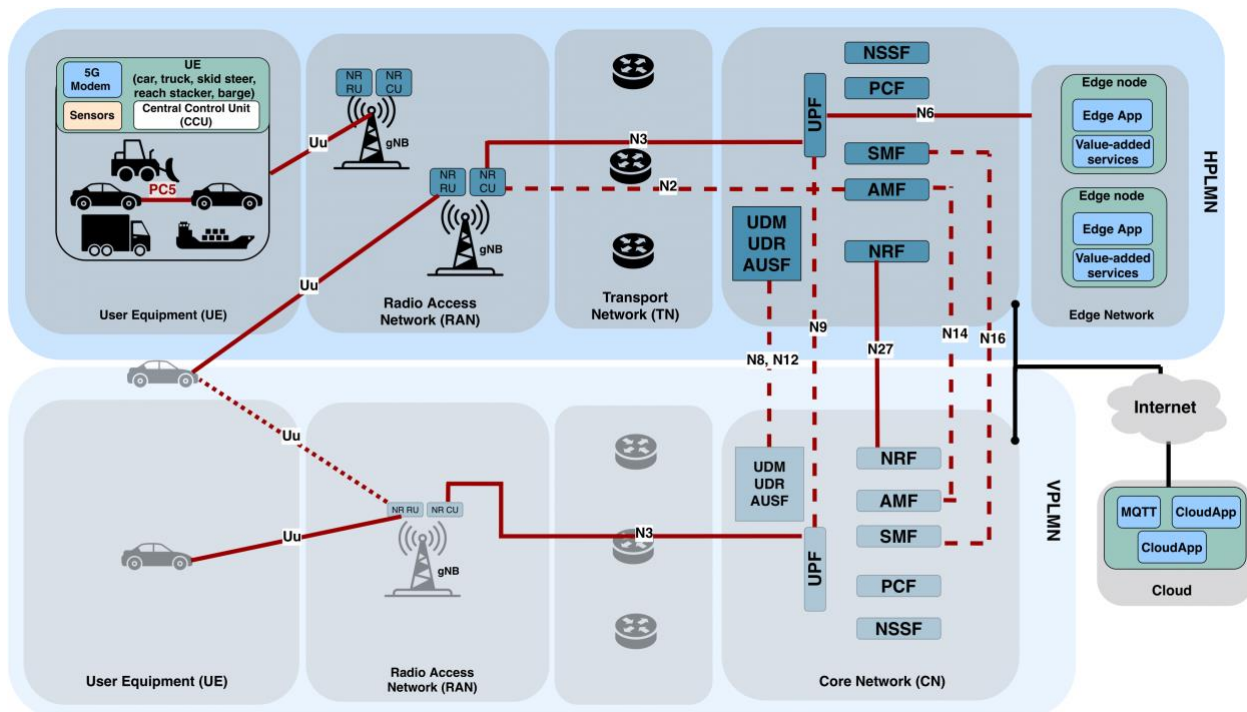 5G
Modem
UE
(car, truck, skid steer,
reach stacker, barge)
Sensors
Central Control Unit
(CCU)
PC5
User Equipment (UE)
Uu
NR
RU
NR
CU
gNB
NR
RU
NR
CU
gNB
Uu
Radio Access
Network (RAN)
N3
N2
Transport
Network (TN)
NSSF
PCF
UPF
SMF
AMF
UDM
UDR
AUSF
NRF
N6
Edge node
Edge App
Value-added
services
Edge node
Edge App
Value-added
services
Edge Network
HPLMN
N8, N12
N9
N27
N14
N16
Internet
MQTT
CloudApp
CloudApp
Cloud
VPLMN
Uu
Uu
User Equipment (UE)
NR RU
NR CU
gNB
Radio Access
Network (RAN)
N3
UDM
UDR
AUSF
UPF
NRF
AMF
SMF
PCF
NSSF
Core Network (CN)